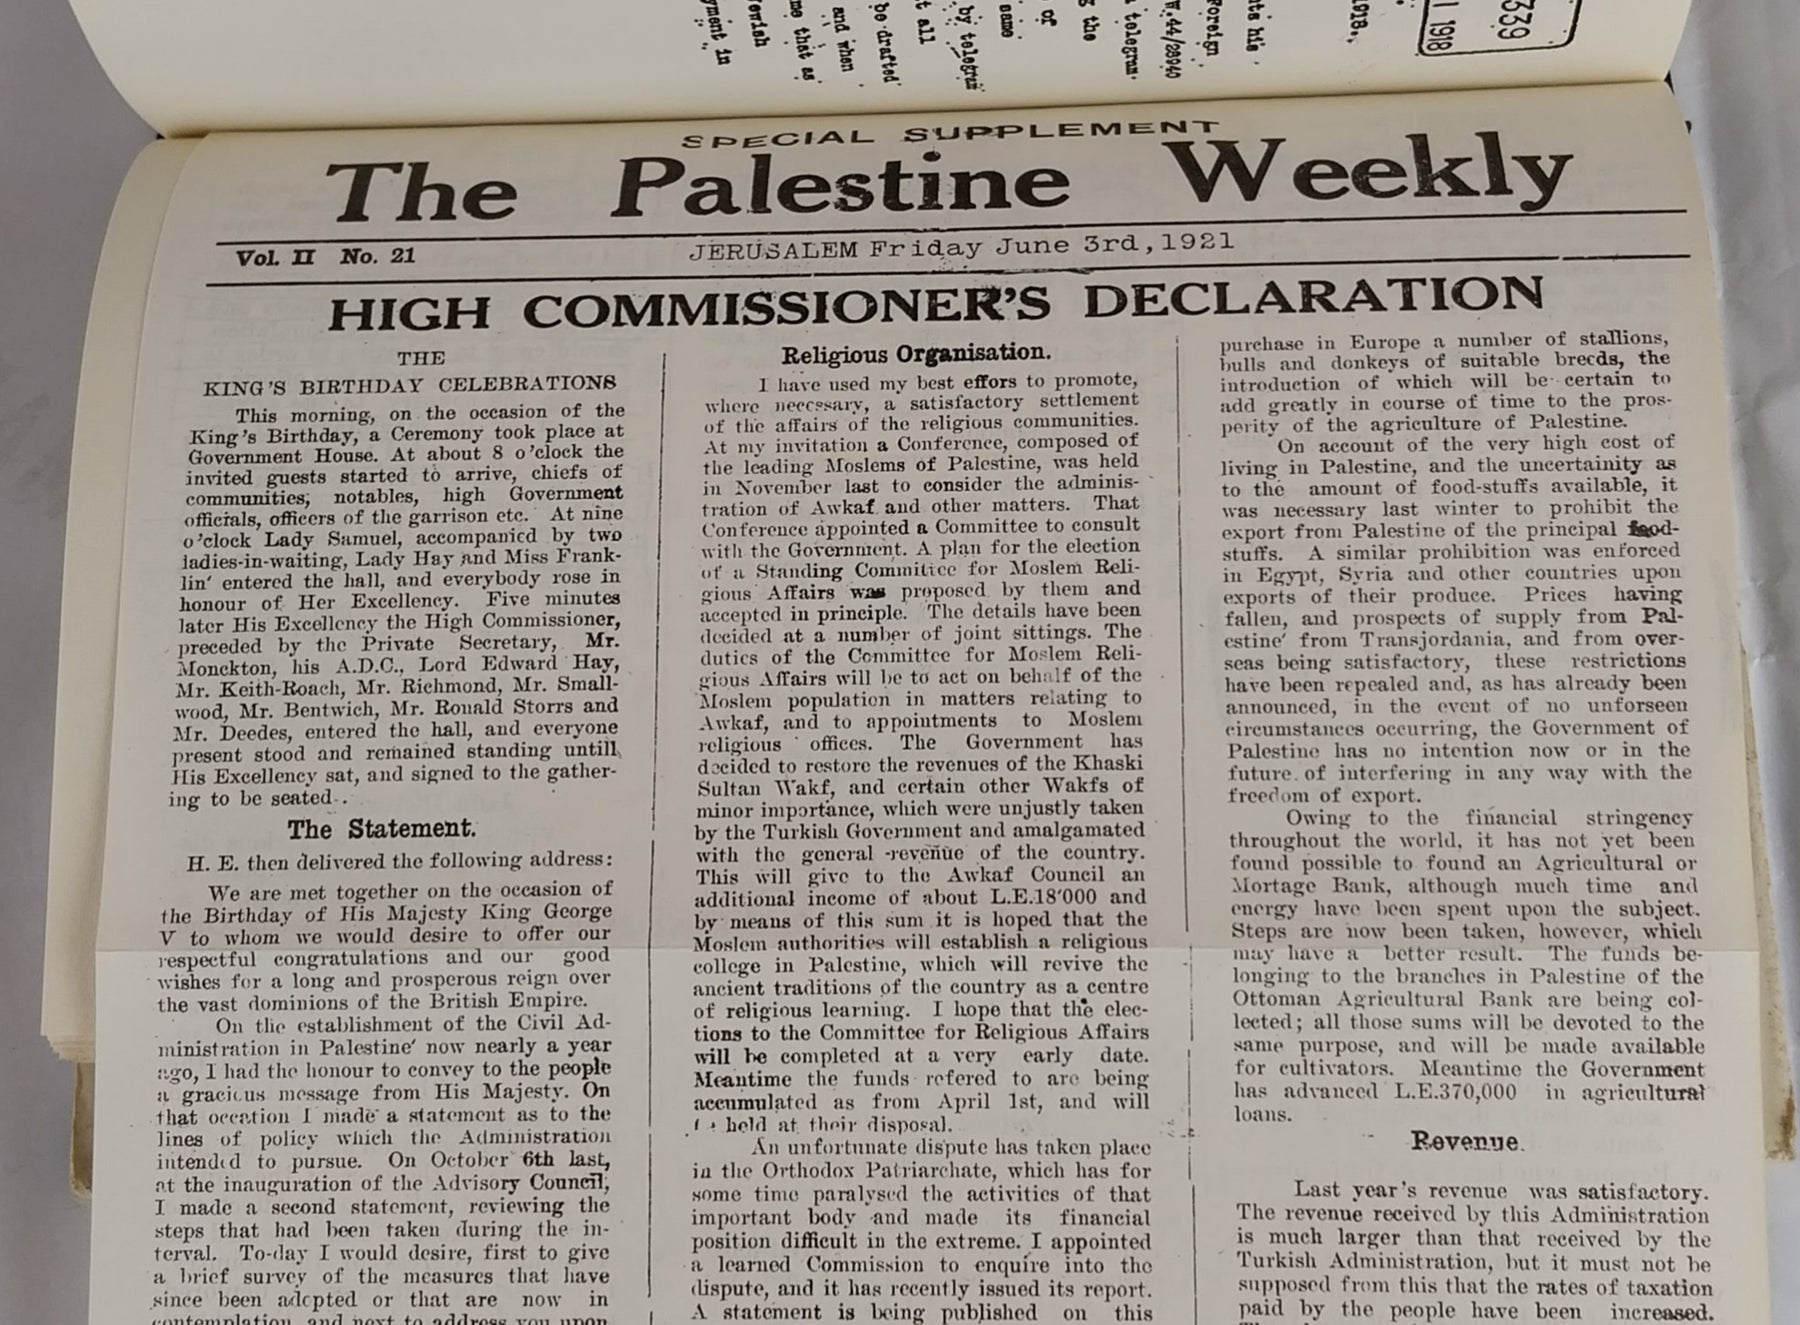 nts his
Foreign
W.44/28940
telegram
g the
of
same
by telegram
t all
be drafted
and when
me that as
ewish
yment in
1918.,
339
1918
SPECIAL SUPPLEMENT
The Palestine Weekly
Vol. II No. 21
JERUSALEM Friday June 3rd, 1921
HIGH COMMISSIONER'S DECLARATION
THE
KING'S BIRTHDAY CELEBRATIONS
This morning, on the occasion of the
King's Birthday, a Ceremony took place at
Government House. At about 8 o'clock the
invited guests started to arrive, chiefs of
communities, notables, high Government
officials, officers of the garrison etc. At nine
o'clock Lady Samuel, accompanied by two
ladies-in-waiting, Lady Hay and Miss Frank-
lin' entered the hall, and everybody rose in
honour of Her Excellency. Five minutes
later His Excellency the High Commissioner,
preceded by the Private Secretary, Mr.
Monckton, his A.D.C., Lord Edward Hay,
Mr. Keith-Roach, Mr. Richmond, Mr. Small-
wood, Mr. Bentwich, Mr. Ronald Storrs and
Mr. Deedes, entered the hall, and everyone
present stood and remained standing untill
His Excellency sat, and signed to the gather-
ing to be seated..
The Statement.
H. E. then delivered the following address:
We are met together on the occasion of
the Birthday of His Majesty King George
V to whom we would desire to offer our
respectful congratulations and our good
wishes for a long and prosperous reign over
the vast dominions of the British Empire.
On the establishment of the Civil Ad-
ministration in Palestine' now nearly a year
ago, I had the honour to convey to the people
a gracious message from His Majesty. On
that occation I made a statement as to the
lines of policy which the Administration
intended to pursue. On October 6th last,
at the inauguration of the Advisory Council,
I made a second statement, reviewing the
steps that had been taken during the in-
terval. To-day I would desire, first to give
a brief survey of the measures that have
since been adopted or that are now in
contemplation, and next to address you upon
Religious Organisation.
I have used my best effors to promote,
where necessary, a satisfactory settlement
of the affairs of the religious communities.
At my invitation a Conference, composed of
the leading Moslems of Palestine, was held
in November last to consider the adminis-
tration of Awkaf and other matters. That
Conference appointed a Committee to consult
with the Government. A plan for the election
of a Standing Committee for Moslem Reli-
gious Affairs was proposed by them and
accepted in principle. The details have been
decided at a number of joint sittings. The
duties of the Committee for Moslem Reli-
gious Affairs will be to act on behalf of the
Moslem population in matters relating to
Awkaf, and to appointments to Moslem
religious offices. The Government has
decided to restore the revenues of the Khaski
Sultan Wakf, and certain other Wakfs of
minor importance, which were unjustly taken
by the Turkish Government and amalgamated
with the general -revenue of the country.
This will give to the Awkaf Council an
additional income of about L.E.18'000 and
by means of this sum it is hoped that the
Moslem authorities will establish a religious
college in Palestine, which will revive the
ancient traditions of the country as a centre
of religious learning. I hope that the elec-
tions to the Committee for Religious Affairs
will be completed at a very early date.
Meantime the funds refered to are being
accumulated as from April 1st, and will
held at their disposal.
An unfortunate dispute has taken place
in the Orthodox Patriarchate, which has for
some time paralysed the activities of that
important body and made its financial
position difficult in the extreme. I appointed
a learned Commission to enquire into the
dispute, and it has recently issued its report.
A statement is being published on this
purchase in Europe a number of stallions,
bulls and donkeys of suitable breeds, the
introduction of which will be certain to
add greatly in course of time to the pros-
perity of the agriculture of Palestine.
On account of the very high cost of
living in Palestine, and the uncertainity as
to the amount of food-stuffs available, it
was necessary last winter to prohibit the
export from Palestine of the principal food-
stuffs. A similar prohibition was enforced
in Egypt, Syria and other countries upon
exports of their produce. Prices having
fallen, and prospects of supply from Pal-
estine' from Transjordania, and from over-
seas being satisfactory, these restrictions
have been repealed and, as has already been
announced, in the event of no unforseen
circumstances occurring, the Government of
Palestine has no intention now or in the
future of interfering in any way with the
freedom of export.
Owing to the financial stringency
throughout the world, it has not yet been
found possible to found an Agricultural or
Mortage Bank, although much time and
energy have been spent upon the subject.
Steps are now been taken, however, which
may have a better result. The funds be-
longing to the branches in Palestine of the
Ottoman Agricultural Bank are being col-
lected; all those sums will be devoted to the
same purpose, and will be made available
for cultivators. Meantime the Government
has advanced L.E.370,000 in agricultural
loans.
Revenue.
Last year's revenue was satisfactory.
The revenue received by this Administration
is much larger than that received by the
Turkish Administration, but it must not be
supposed from this that the rates of taxation
paid by the people have been increased.